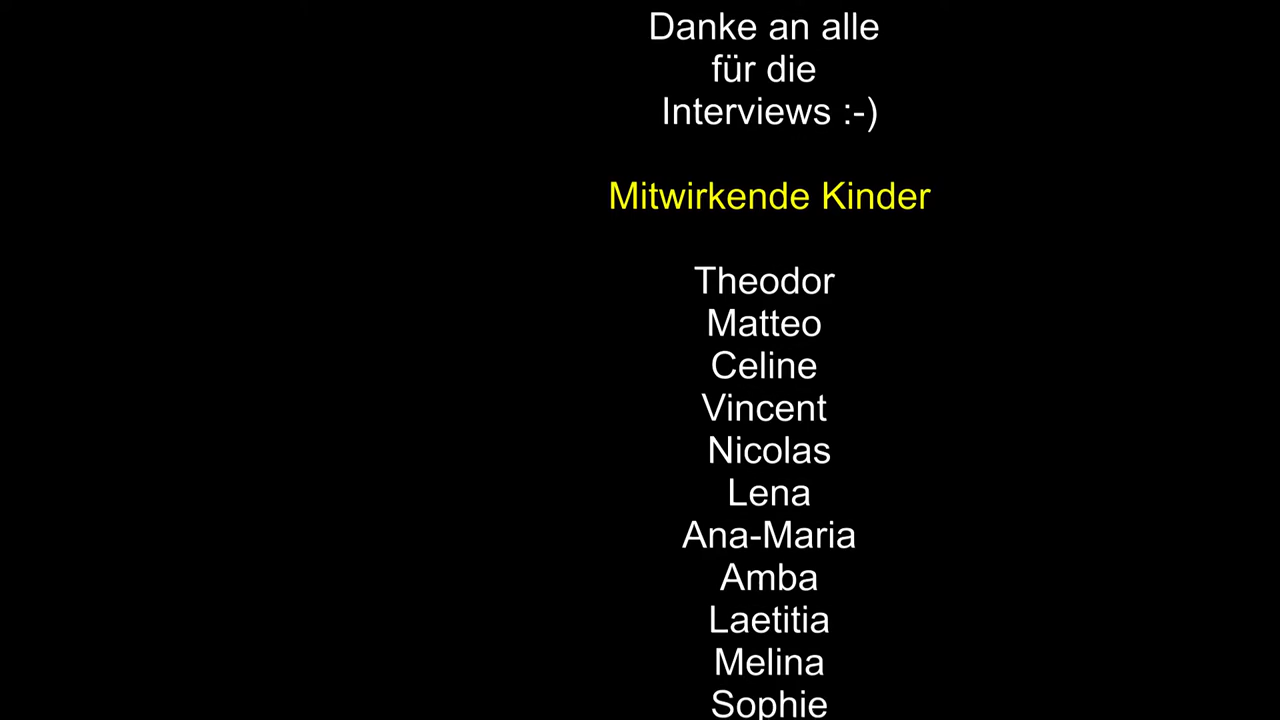 Danke an alle
für die
Interviews :-)
Mitwirkende Kinder
Theodor
Matteo
Celine
Vincent
Nicolas
Lena
Ana-Maria
Amba
Laetitia
Melina
Sophie